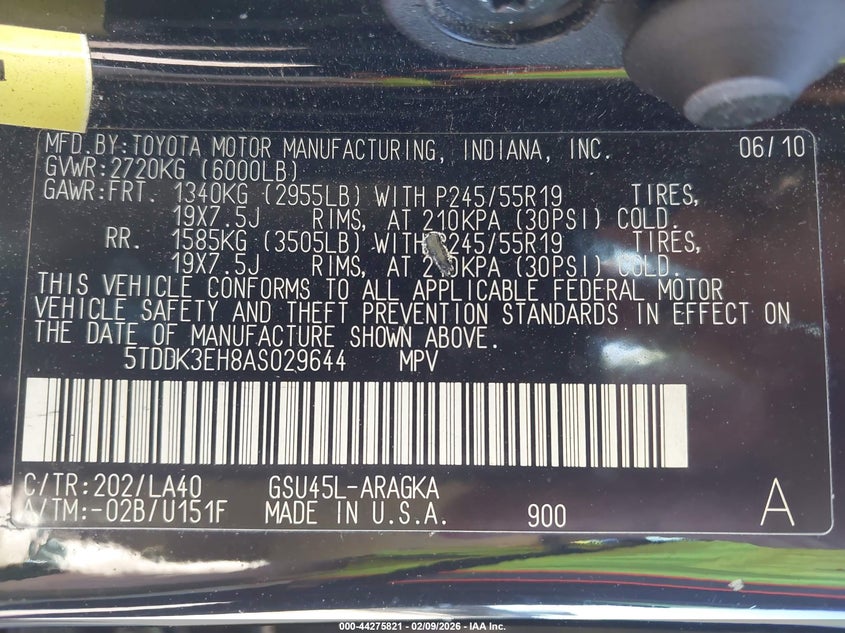 MFD.BY:TOYOTA MOTOR MANUFACTURING, INDIANA, INC. 06/10
GVWR:2720KG (6000LB)
GAWR:FRT. 1340KG (2955LB) WITH P245/55R19 TIRES,
19X7.5J RIMS, AT 210KPA (30PSI) COLD.
RR. 1585KG (3505LB) WITH P245/55R19 TIRES,
19X7.5J RIMS, AT KPA (30PSI) COLD.
THIS VEHICLE CONFORMS TO ALL APPLICABLE FEDERAL MOTOR
VEHICLE SAFETY AND THEFT PREVENTION STANDARDS IN EFFECT ON
THE DATE OF MANUFACTURE SHOWN ABOVE.
5TDDK3EH8AS029644 MPV
C/TR:202/LA40 GSU45L-ARAGKA
A/TM:-02B/U151F MADE IN U.S.A. 900 A
000-44275821 - 02/09/2026 - IAA Inc.